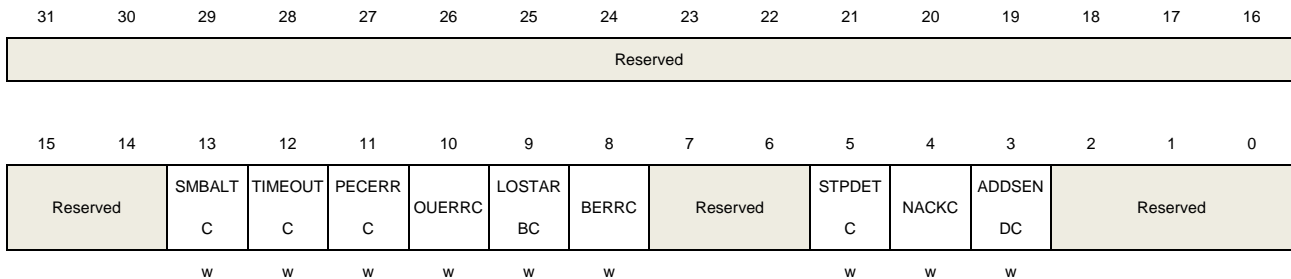 31 30 29 28 27 26 25 24 23 22 21 20 19 18 17 16
Reserved
15 14 13 12 11 10 9 8 7 6 5 4 3 2 1 0
Reserved SMBALT C TIMEOUT C PECERR C OUERRC LOSTAR BC BERRC Reserved STPDET C NACKC ADDSEN DC Reserved
w w w w w w w w w